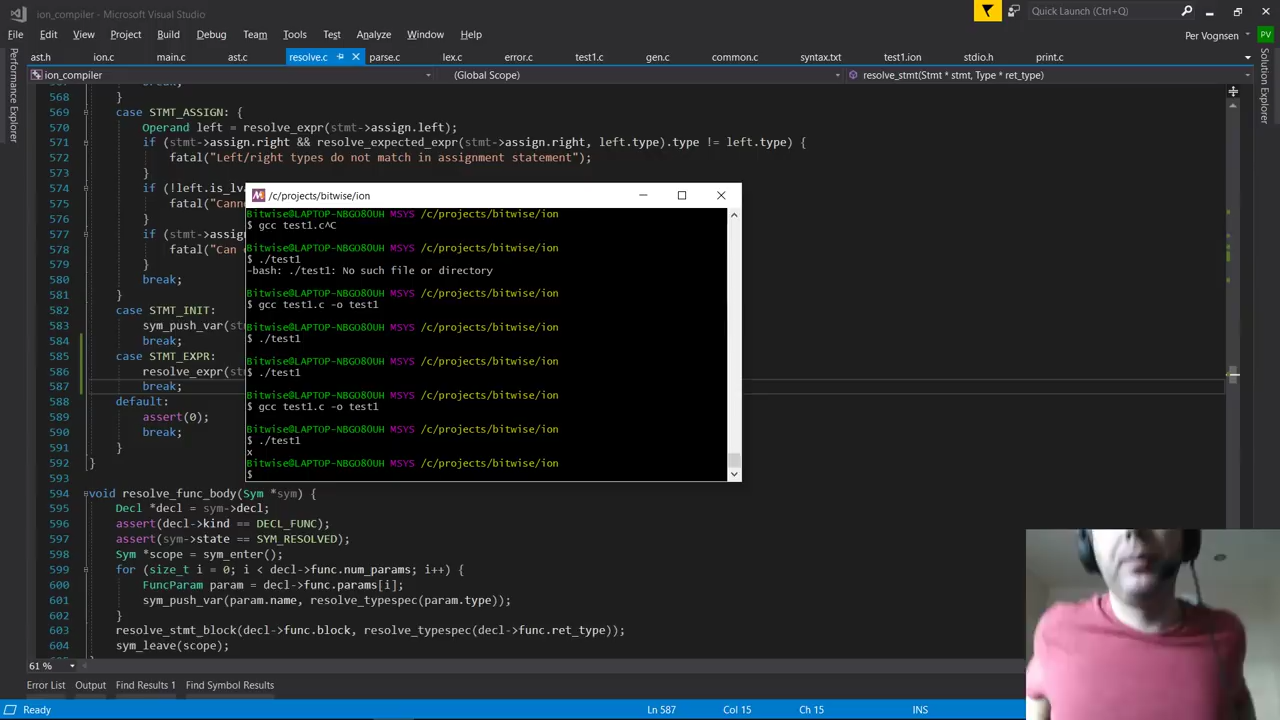 ion_compiler - Microsoft Visual Studio
Quick Launch (Ctrl+Q)
File Edit View Project Build Debug Team Tools Test Analyze Window Help
Per Vognsen PV
ast.h ion.c main.c ast.c resolve.c parse.c lex.c error.c test1.c gen.c common.c syntax.txt test1.ion stdio.h print.c
ion_compiler (Global Scope) resolve_stmt(Stmt * stmt, Type * ret_type)
Performance Explorer
Solution Explorer
568 }
569 case STMT_ASSIGN: {
570 Operand left = resolve_expr(stmt->assign.left);
571 if (stmt->assign.right && resolve_expected_expr(stmt->assign.right, left.type).type != left.type) {
572 fatal("Left/right types do not match in assignment statement");
573 }
574 if (!left.is_lva
575 fatal("Canno
576 }
577 if (stmt->assig
578 fatal("Can o
579 }
580 break;
581 }
582 case STMT_INIT:
583 sym_push_var(st
584 break;
585 case STMT_EXPR:
586 resolve_expr(st
587 break;
588 default:
589 assert(0);
590 break;
591 }
592 }
593
594 void resolve_func_body(Sym *sym) {
595 Decl *decl = sym->decl;
596 assert(decl->kind == DECL_FUNC);
597 assert(sym->state == SYM_RESOLVED);
598 Sym *scope = sym_enter();
599 for (size_t i = 0; i < decl->func.num_params; i++) {
600 FuncParam param = decl->func.params[i];
601 sym_push_var(param.name, resolve_typespec(param.type));
602 }
603 resolve_stmt_block(decl->func.block, resolve_typespec(decl->func.ret_type));
604 sym_leave(scope);
/c/projects/bitwise/ion
Bitwise@LAPTOP-NBGO80UH MSYS /c/projects/bitwise/ion
$ gcc test1.c^C
Bitwise@LAPTOP-NBGO80UH MSYS /c/projects/bitwise/ion
$ ./test1
-bash: ./test1: No such file or directory
Bitwise@LAPTOP-NBGO80UH MSYS /c/projects/bitwise/ion
$ gcc test1.c -o test1
Bitwise@LAPTOP-NBGO80UH MSYS /c/projects/bitwise/ion
$ ./test1
Bitwise@LAPTOP-NBGO80UH MSYS /c/projects/bitwise/ion
$ ./test1
Bitwise@LAPTOP-NBGO80UH MSYS /c/projects/bitwise/ion
$ gcc test1.c -o test1
Bitwise@LAPTOP-NBGO80UH MSYS /c/projects/bitwise/ion
$ ./test1
x
Bitwise@LAPTOP-NBGO80UH MSYS /c/projects/bitwise/ion
$
61 %
Error List Output Find Results 1 Find Symbol Results
Ready Ln 587 Col 15 Ch 15 INS